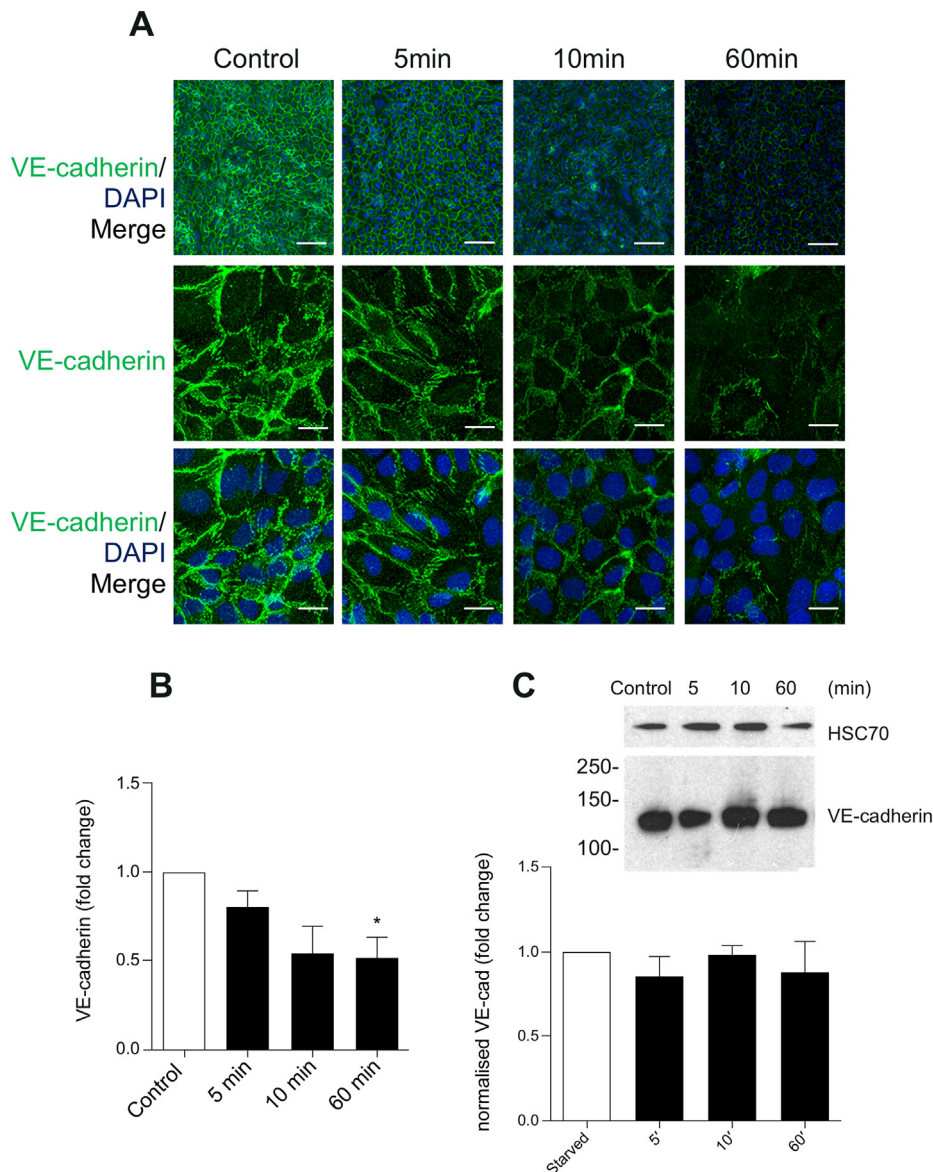 A
Control 5min 10min 60min
VE-cadherin/
DAPI
Merge
VE-cadherin
VE-cadherin/
DAPI
Merge
B
VE-cadherin (fold change)
1.5
1.0
0.5
0.0
*
Control 5 min 10 min 60 min
C
Control 5 10 60 (min)
HSC70
250-
150-
VE-cadherin
100-
normalised VE-cad (fold change)
1.5
1.0
0.5
0.0
Starved 5′ 10′ 60′